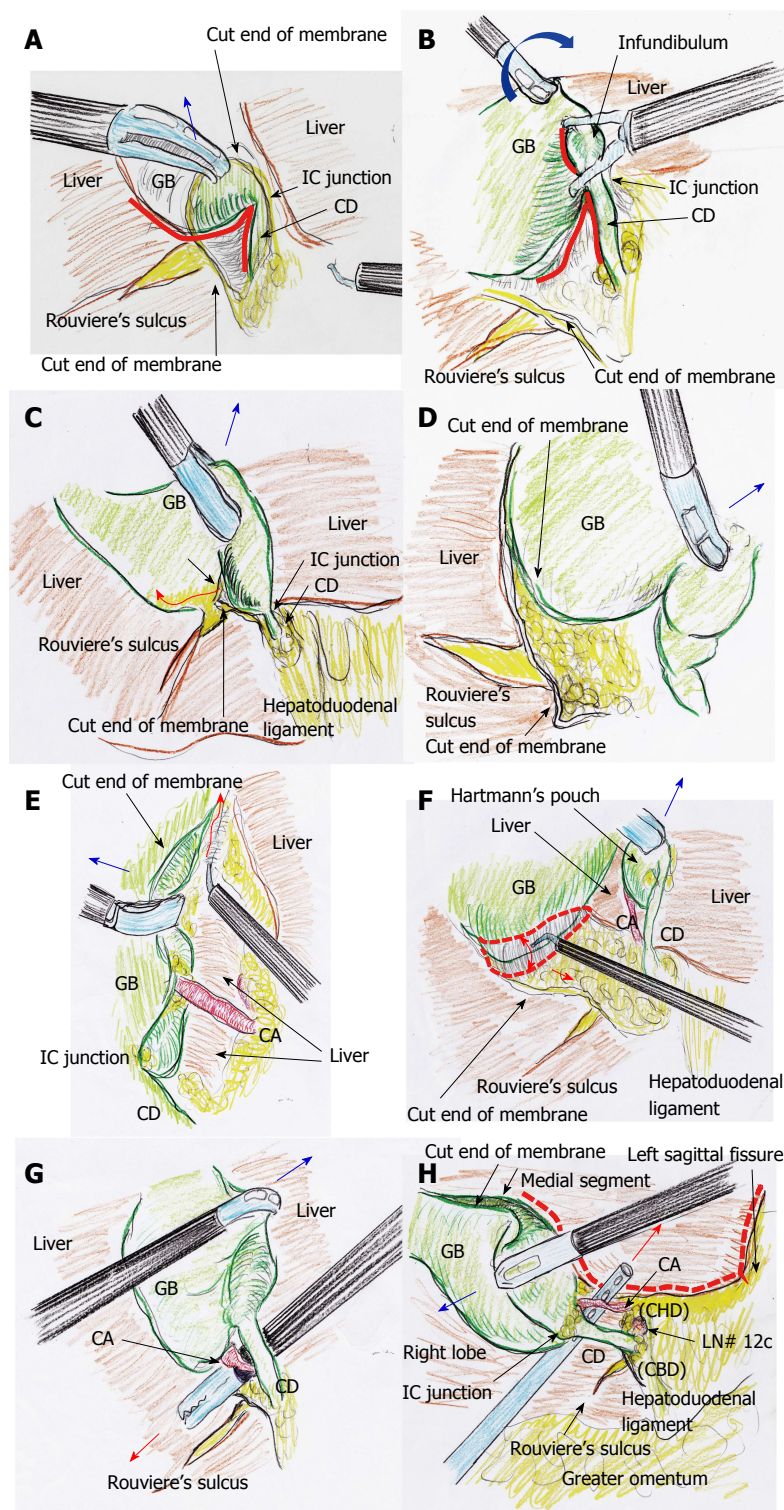 A
Cut end of membrane
Liver
Liver
GB
IC junction
CD
Rouviere’s sulcus
Cut end of membrane
B
Infundibulum
Liver
GB
IC junction
CD
Rouviere’s sulcus
Cut end of membrane
C
GB
Liver
IC junction
CD
Liver
Rouviere’s sulcus
Hepatoduodenal
ligament
Cut end of membrane
D
Cut end of membrane
GB
Liver
Rouviere’s
sulcus
Cut end of membrane
E
Cut end of membrane
Liver
GB
CA
IC junction
Liver
CD
F
Hartmann’s pouch
Liver
GB
Liver
CA
CD
Rouviere’s sulcus
Hepatoduodenal
ligament
Cut end of membrane
G
Liver
Liver
GB
CA
CD
Rouviere’s sulcus
H
Cut end of membrane
Left sagittal fissure
Medial segment
GB
CA
(CHD)
LN# 12c
Right lobe
CD
(CBD)
IC junction
Hepatoduodenal
ligament
Rouviere’s sulcus
Greater omentum